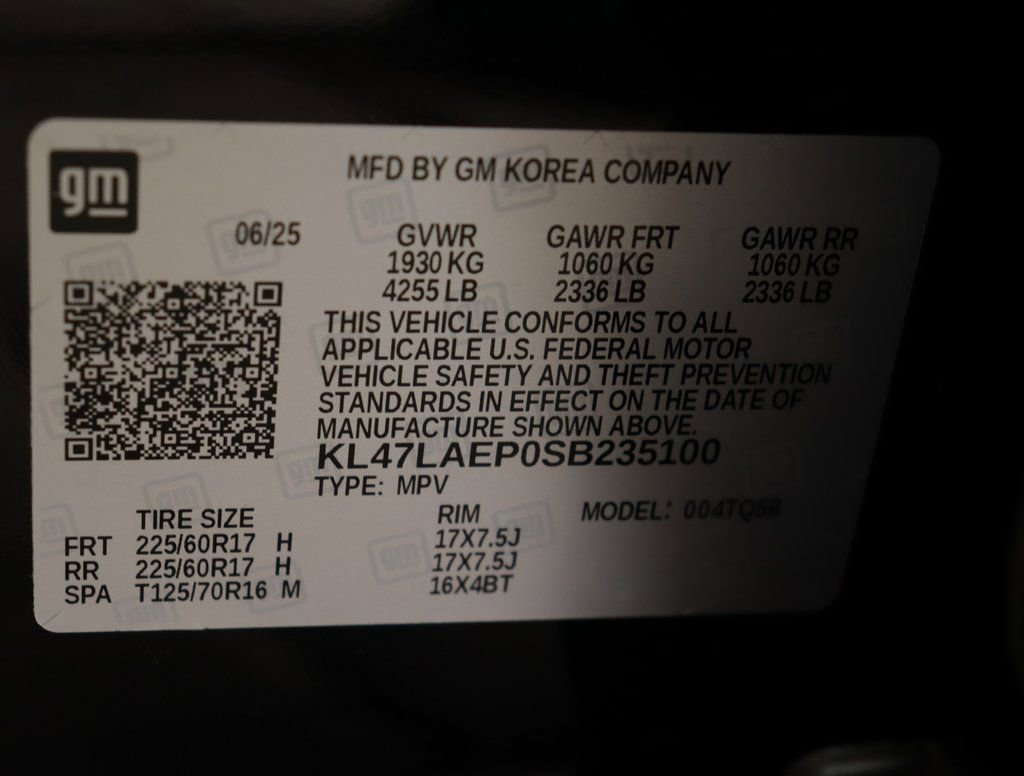 gm
MFD BY GM KOREA COMPANY
06/25
GVWR GAWR FRT GAWR RR
1930 KG 1060 KG 1060 KG
4255 LB 2336 LB 2336 LB
THIS VEHICLE CONFORMS TO ALL
APPLICABLE U.S. FEDERAL MOTOR
VEHICLE SAFETY AND THEFT PREVENTION
STANDARDS IN EFFECT ON THE DATE OF
MANUFACTURE SHOWN ABOVE.
KL47LAEP0SB235100
TYPE: MPV
TIRE SIZE RIM MODEL: 004TQ58
FRT 225/60R17 H 17X7.5J
RR 225/60R17 H 17X7.5J
SPA T125/70R16 M 16X4BT